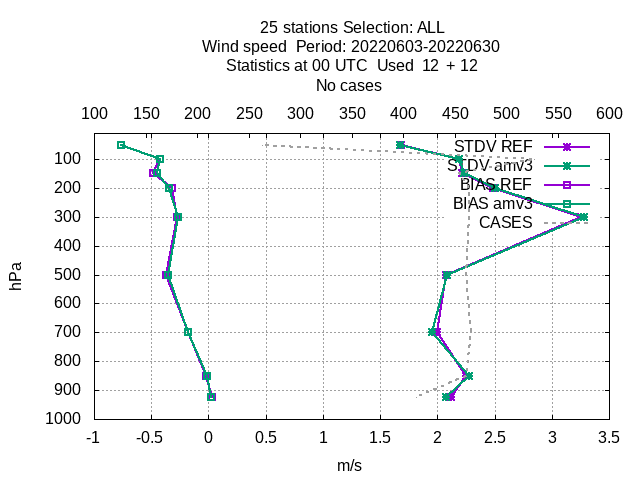 25 stations Selection: ALL
Wind speed  Period: 20220603-20220630
Statistics at 00 UTC  Used  12  + 12
No cases
100 150 200 250 300 350 400 450 500 550 600
STDV REF
STDV amv3
BIAS REF
BIAS amv3
CASES
100
200
300
400
500
600
700
800
900
1000
hPa
-1 -0.5 0 0.5 1 1.5 2 2.5 3 3.5
m/s